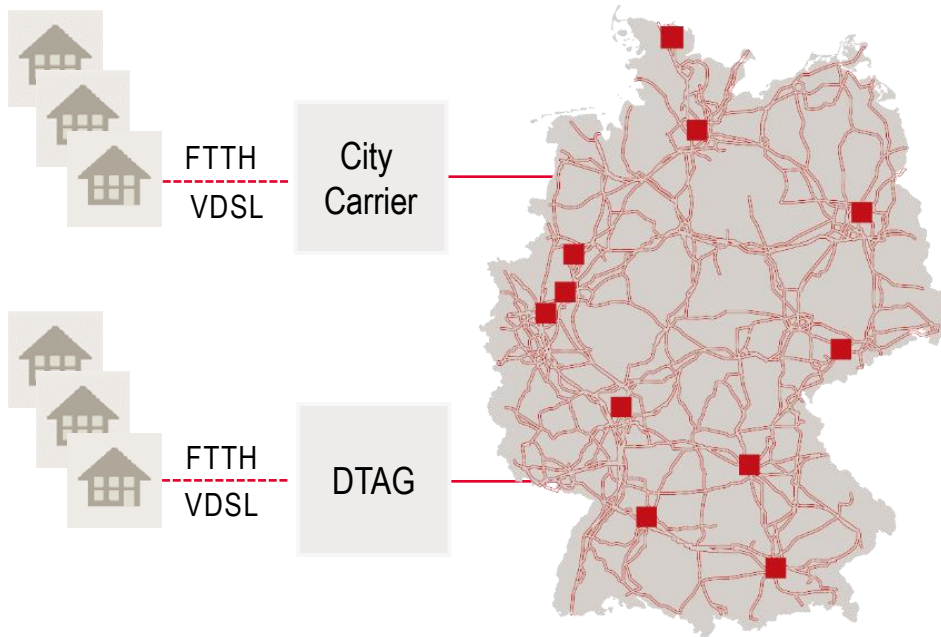 FTTH
VDSL
City
Carrier
FTTH
VDSL
DTAG